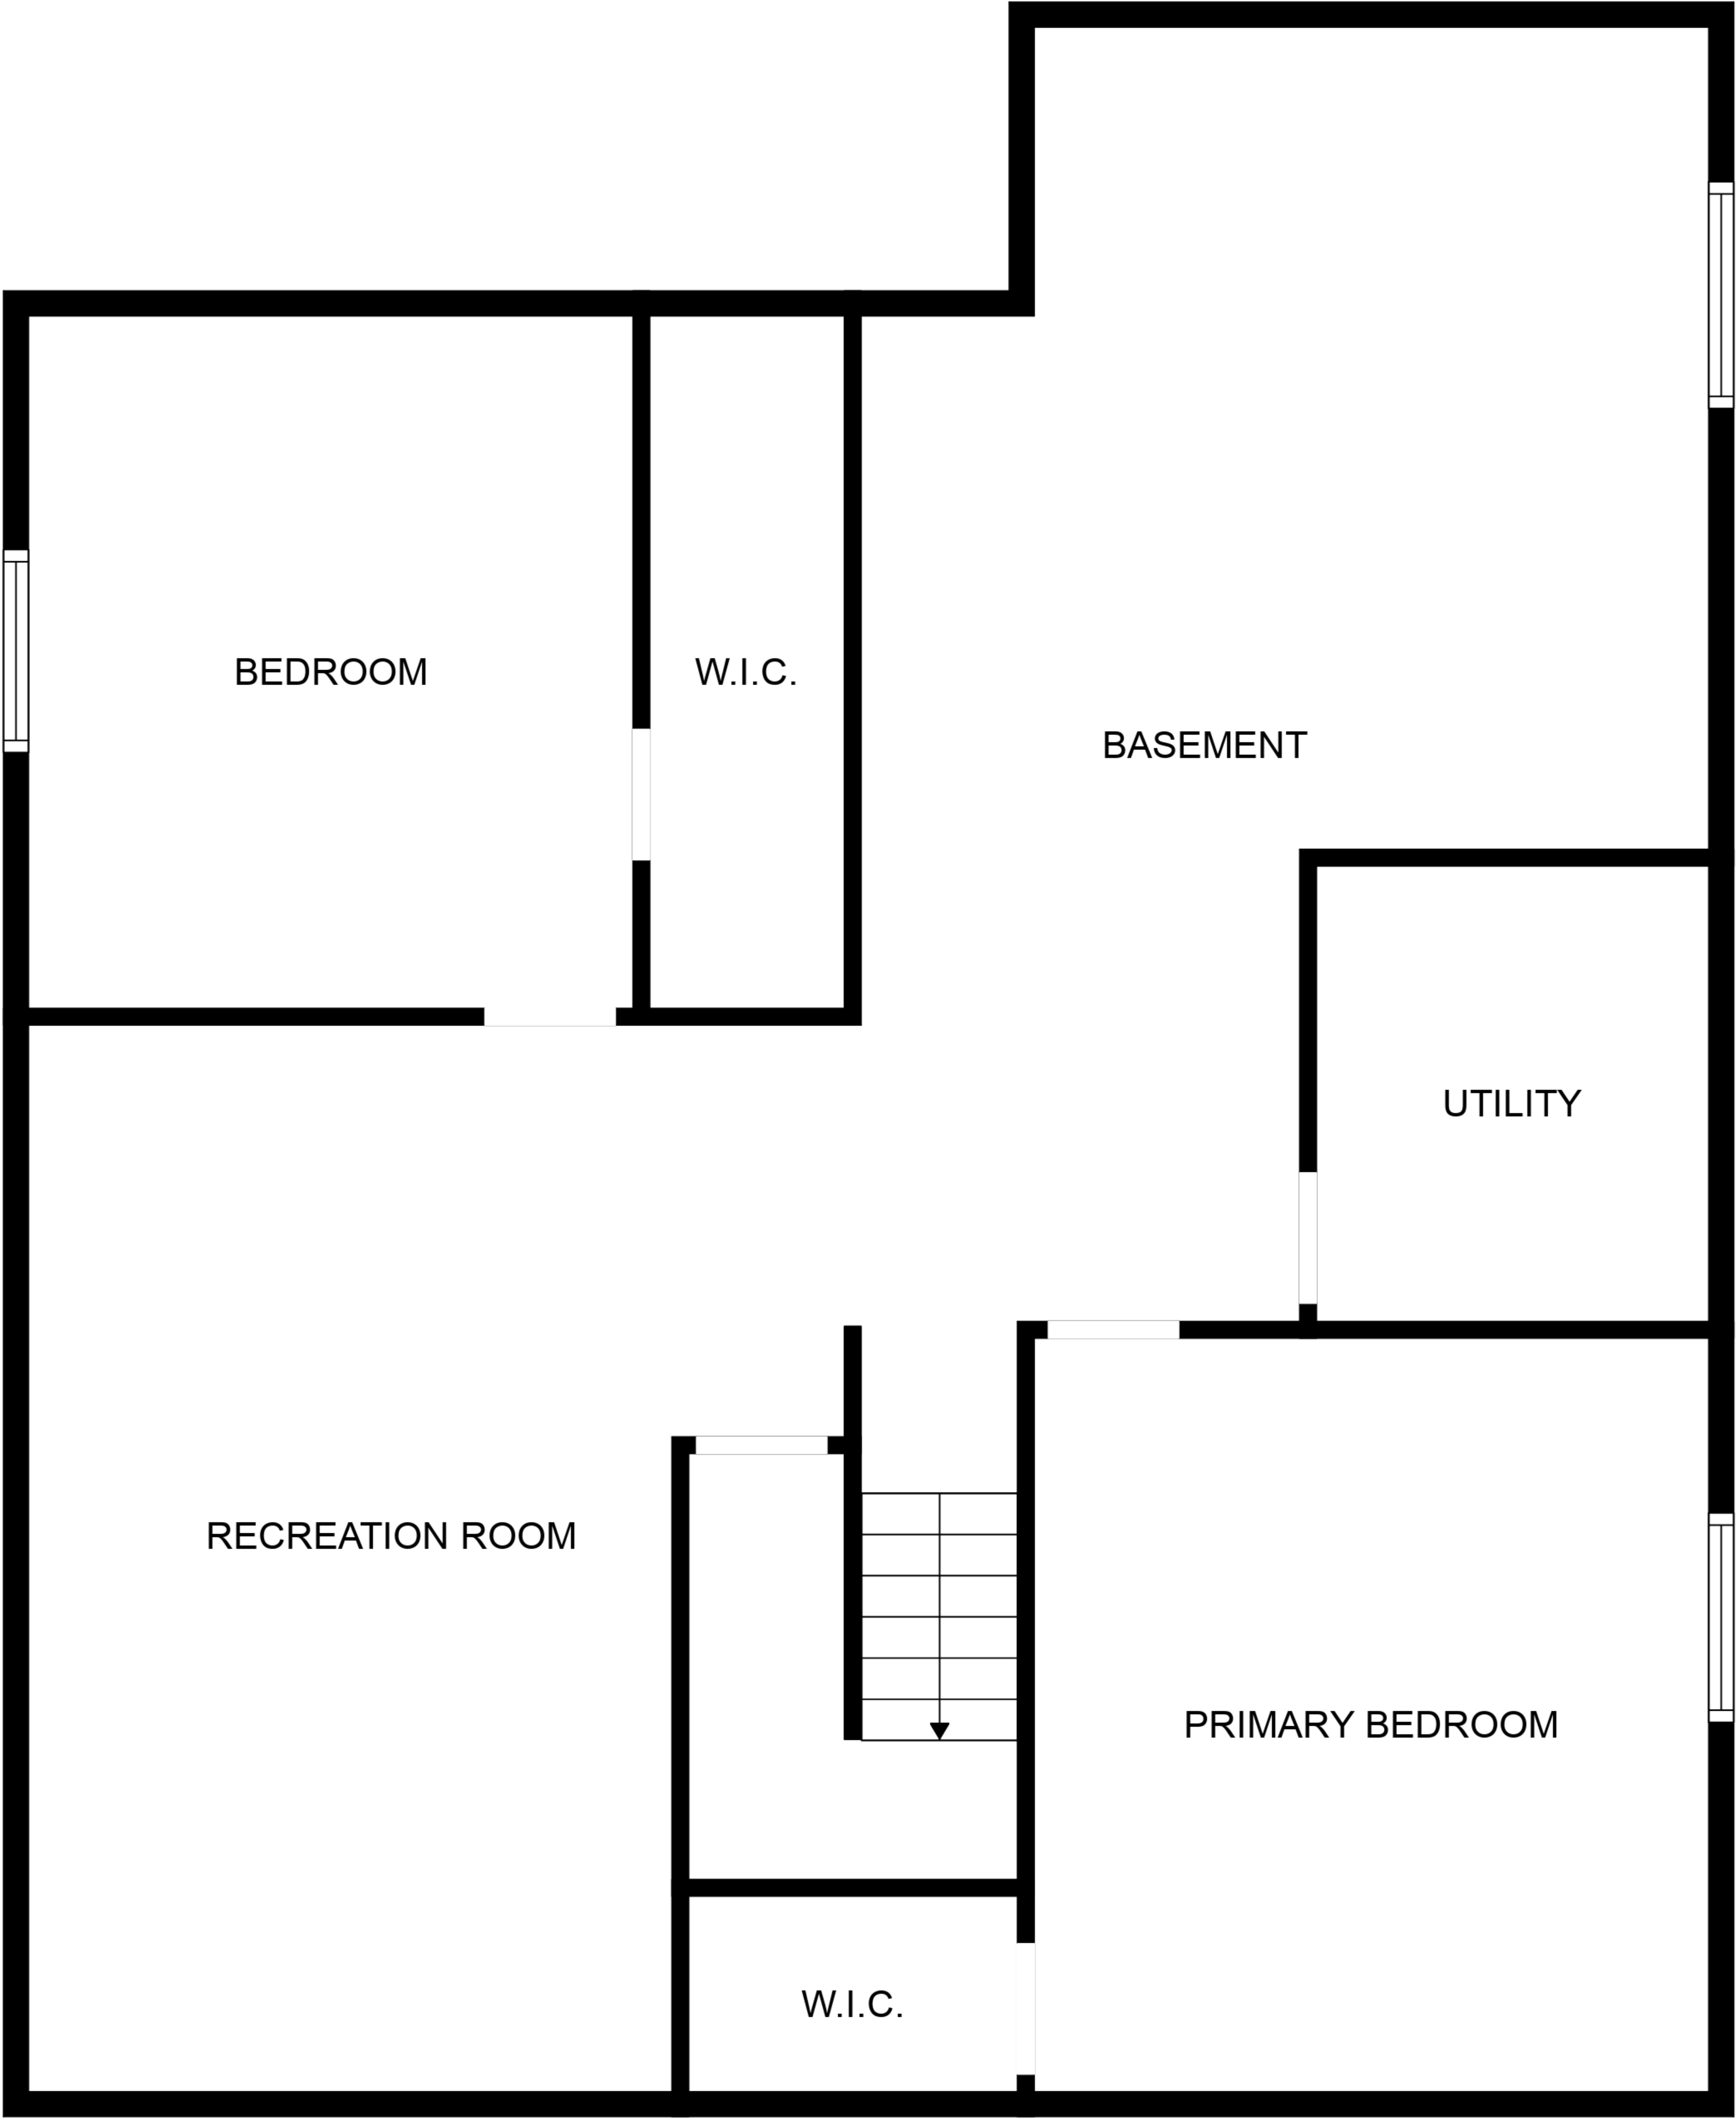 BEDROOM
W.I.C.
BASEMENT
UTILITY
RECREATION ROOM
PRIMARY BEDROOM
W.I.C.